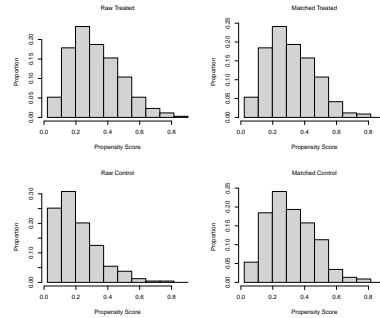 Raw Treated
Proportion
0.00 0.05 0.10 0.15 0.20
0.0 0.2 0.4 0.6 0.8
Propensity Score
Matched Treated
Proportion
0.00 0.05 0.10 0.15 0.20 0.25
0.0 0.2 0.4 0.6 0.8
Propensity Score
Raw Control
Proportion
0.00 0.10 0.20 0.30
0.0 0.2 0.4 0.6 0.8
Propensity Score
Matched Control
Proportion
0.00 0.05 0.10 0.15 0.20 0.25
0.0 0.2 0.4 0.6 0.8
Propensity Score